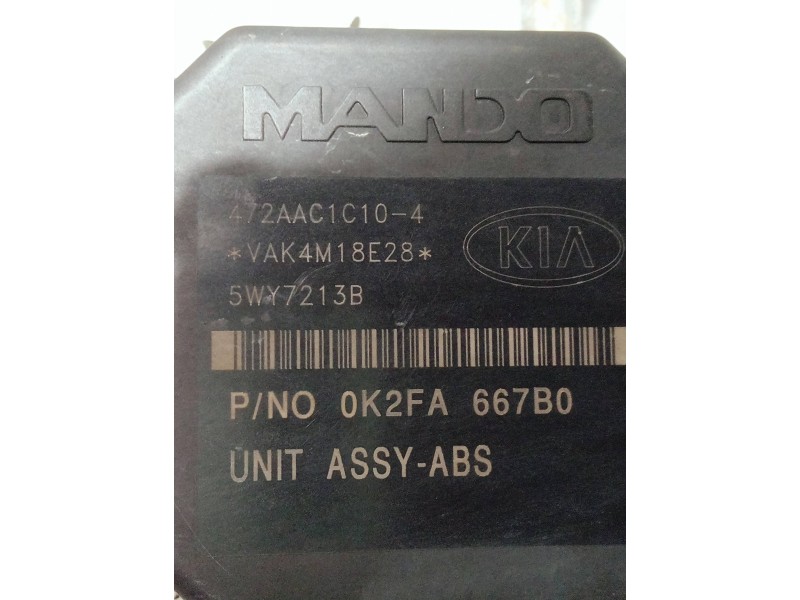 MANDO
472AAC1C10-4
*VAK4M18E28*
KIA
5WY7213B
P/NO 0K2FA 667B0
UNIT ASSY-ABS